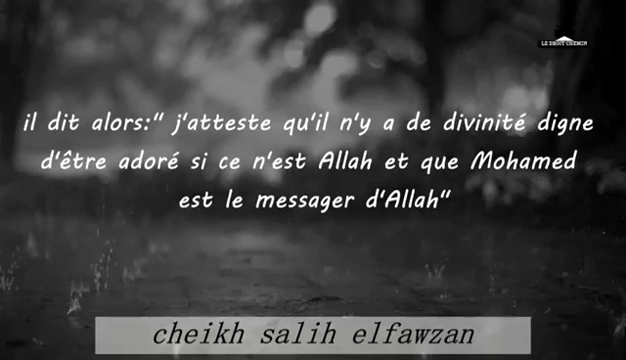 LE DROIT CHEMIN
il dit alors:“ j'atteste qu'il n'y a de divinité digne
d'être adoré si ce n'est Allah et que Mohamed
est le messager d'Allah“
cheikh salih elfawzan